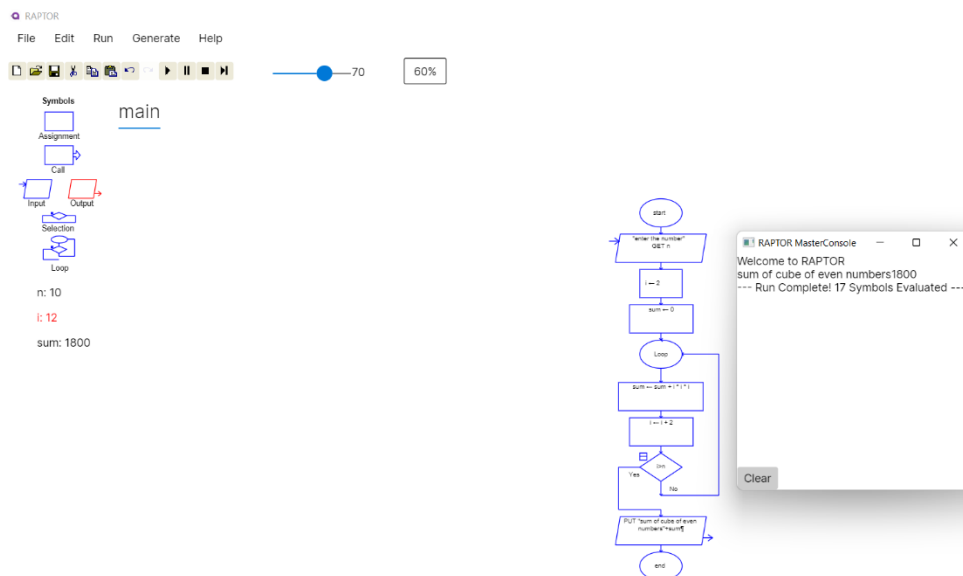 RAPTOR
File Edit Run Generate Help
70
60%
Symbols
main
Assignment
Call
Input Output
Selection
Loop
n: 10
i: 12
sum: 1800
start
"enter the number"
GET n
i ← 2
sum ← 0
Loop
sum ← sum + i * i * i
i ← i + 2
i>n
Yes
No
PUT "sum of cube of even
numbers"+sum¶
end
RAPTOR MasterConsole
Welcome to RAPTOR
sum of cube of even numbers1800
--- Run Complete! 17 Symbols Evaluated ---
Clear